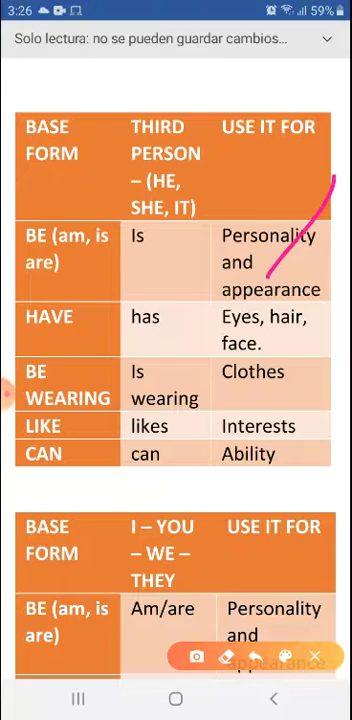 3:26
59%
Solo lectura: no se pueden guardar cambios...
BASE FORM
THIRD PERSON – (HE, SHE, IT)
USE IT FOR
BE (am, is are)
Is
Personality and appearance
HAVE
has
Eyes, hair, face.
BE WEARING
Is wearing
Clothes
LIKE
likes
Interests
CAN
can
Ability
BASE FORM
I – YOU – WE – THEY
USE IT FOR
BE (am, is are)
Am/are
Personality and appearance